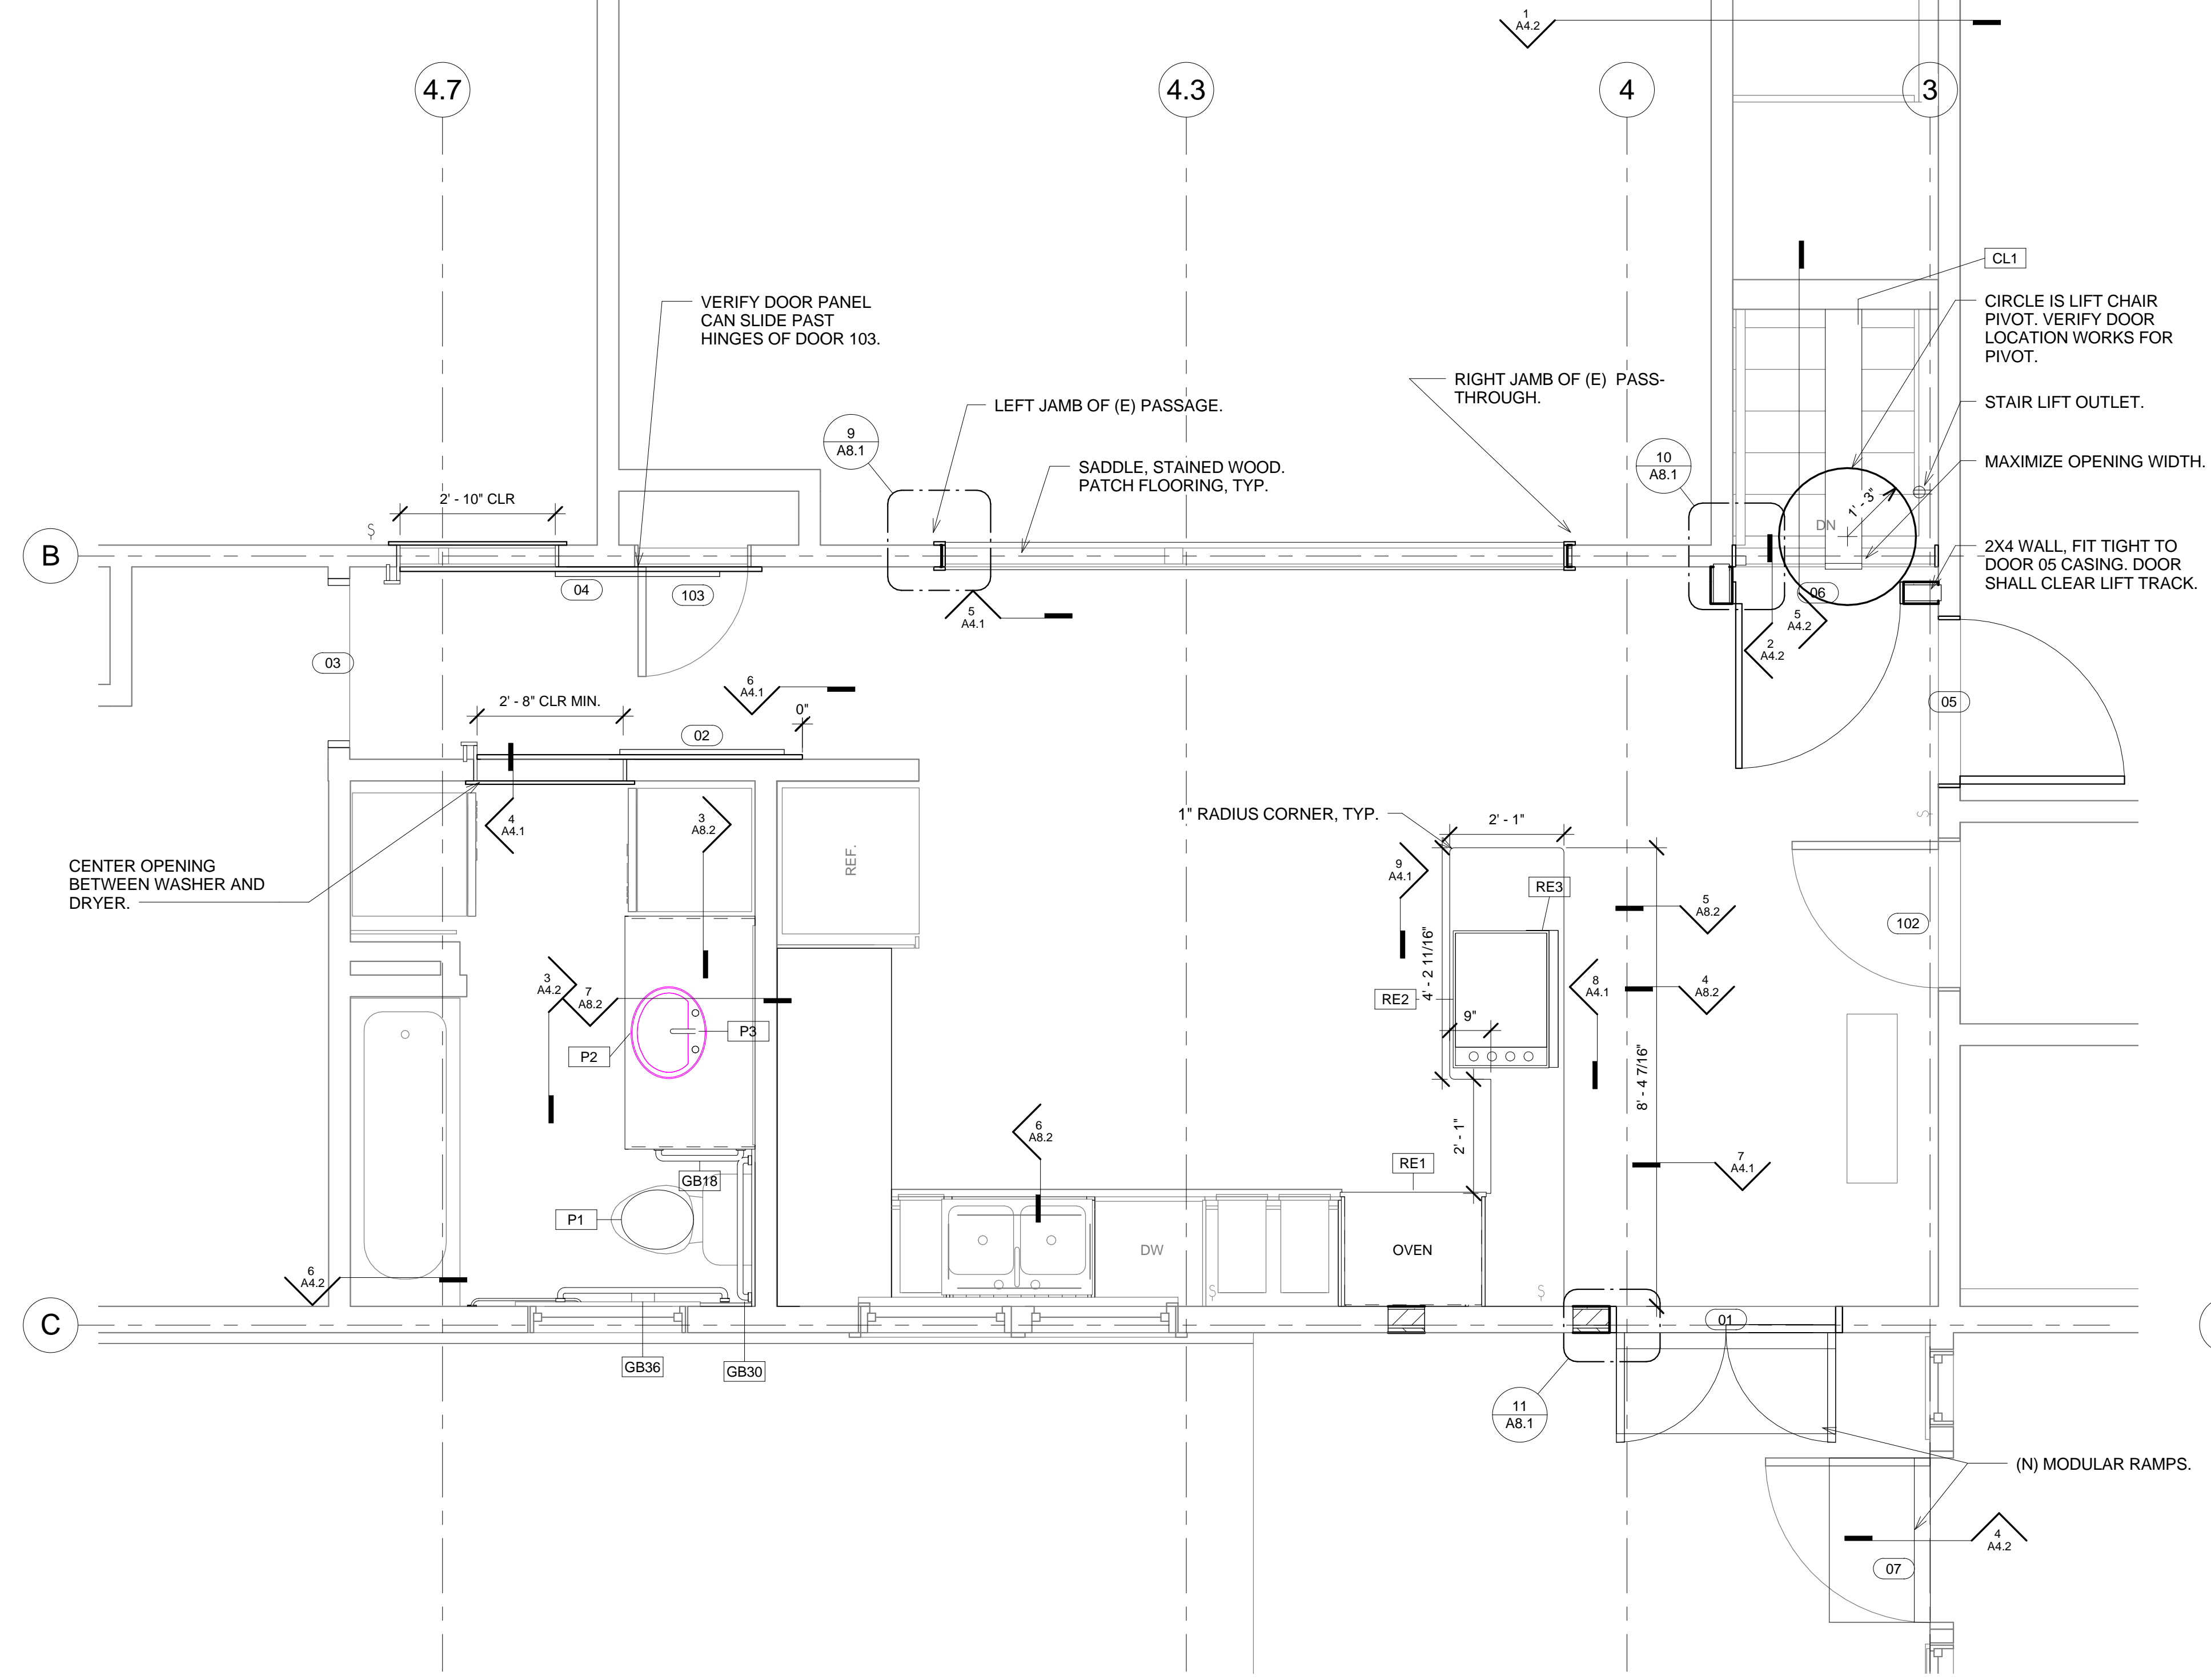 1
A4.2
4.7
4.3
4
3
CL1
VERIFY DOOR PANEL
CAN SLIDE PAST
HINGES OF DOOR 103.
CIRCLE IS LIFT CHAIR
PIVOT. VERIFY DOOR
LOCATION WORKS FOR
PIVOT.
RIGHT JAMB OF (E)  PASS-
THROUGH.
LEFT JAMB OF (E) PASSAGE.
STAIR LIFT OUTLET.
9
A8.1
10
A8.1
SADDLE, STAINED WOOD.
PATCH FLOORING, TYP.
MAXIMIZE OPENING WIDTH.
2' - 10" CLR
$
1' - 3"
DN
B
2X4 WALL, FIT TIGHT TO
DOOR 05 CASING. DOOR
SHALL CLEAR LIFT TRACK.
04
103
06
5
A4.1
5
A4.2
2
A4.2
03
6
A4.1
2' - 8" CLR MIN.
0"
02
05
1" RADIUS CORNER, TYP.
2' - 1"
$
4
A4.1
3
A8.2
REF.
CENTER OPENING
BETWEEN WASHER AND
DRYER.
9
A4.1
RE3
5
A8.2
102
4' - 2 11/16"
3
A4.2
7
A8.2
RE2
9"
8
A4.1
4
A8.2
P3
P2
8' - 4 7/16"
6
A8.2
2' - 1"
RE1
7
A4.1
GB18
P1
DW
OVEN
6
A4.2
$
$
C
01
GB36
GB30
11
A8.1
(N) MODULAR RAMPS.
4
A4.2
07